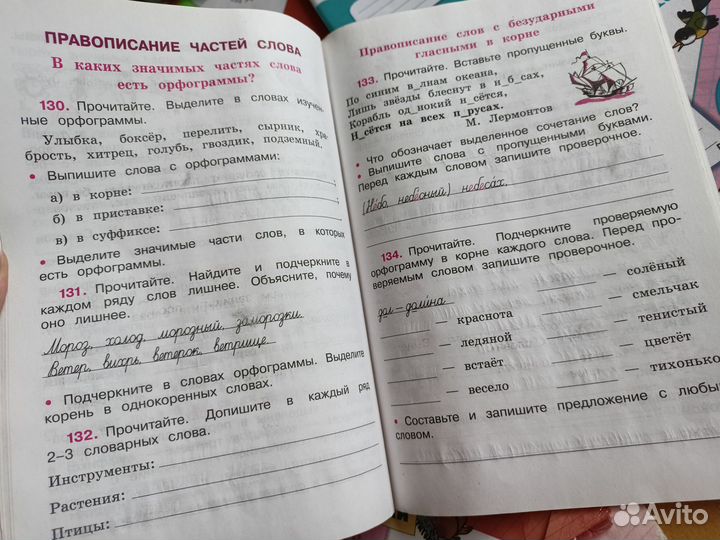 ПРАВОПИСАНИЕ ЧАСТЕЙ СЛОВА
В каких значимых частях слова
есть орфограммы?
130. Прочитайте. Выделите в словах изучен-
ные орфограммы.
Улыбка, боксёр, перелить, сырник, хра-
брость, хитрец, голубь, гвоздик, подземный.
• Выпишите слова с орфограммами:
а) в корне:
б) в приставке:
в) в суффиксе:
• Выделите значимые части слов, в которых
есть орфограммы.
131. Прочитайте. Найдите и подчеркните в
каждом ряду слов лишнее. Объясните, почему
оно лишнее.
Мороз, холод, морозный, заморозки.
Ветер, вихрь, ветерок, ветрище.
• Подчеркните в словах орфограммы. Выделите
корень в однокоренных словах.
132. Прочитайте. Допишите в каждый ряд
2–3 словарных слова.
Инструменты:
Растения:
Птицы:
Правописание слов с безударными
гласными в корне
133. Прочитайте. Вставьте пропущенные буквы.
По синим в_лнам океана,
Лишь звёзды блеснут в н_б_сах,
Корабль од_нокий н_сётся,
Н_сётся на всех п_русах.
М. Лермонтов
• Что обозначает выделенное сочетание слов?
• Выпишите слова с пропущенными буквами.
Перед каждым словом запишите проверочное.
(Небо, небесный) небесах.
134. Прочитайте. Подчеркните проверяемую
орфограмму в корне каждого слова. Перед про-
веряемым словом запишите проверочное.
дол – долина
— солёный
— краснота
— смельчак
— ледяной
— тенистый
— встаёт
— цветёт
— весело
— тихонько
• Составьте и запишите предложение с любы
словом.
Avito